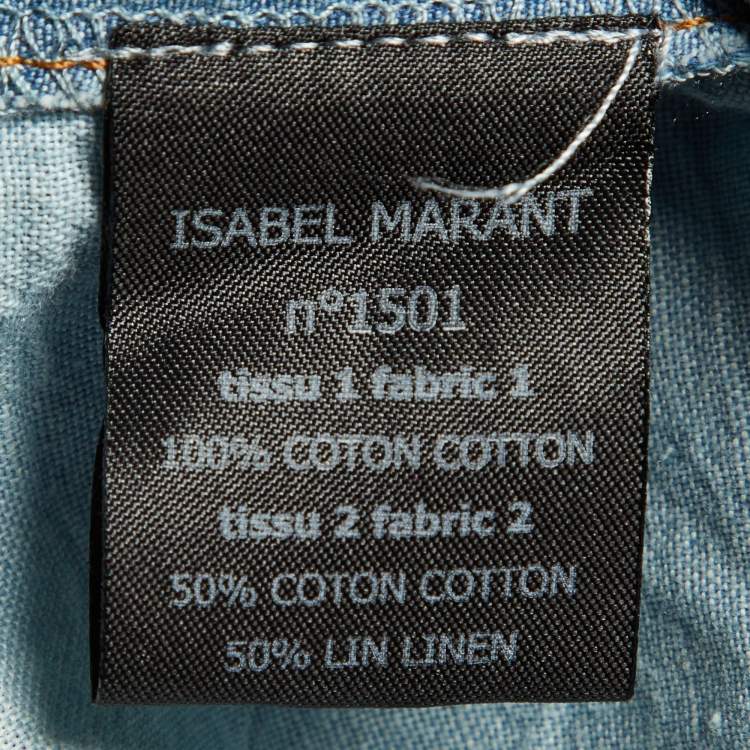 ISABEL MARANT
n°1501
tissu 1 fabric 1
100% COTON COTTON
tissu 2 fabric 2
50% COTON COTTON
50% LIN LINEN